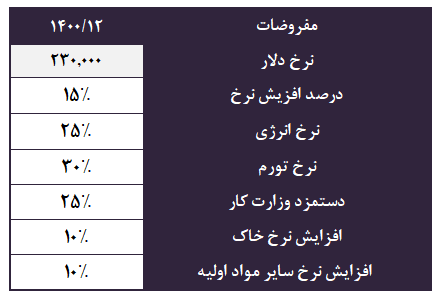 مفروضات ۱۴۰۰/۱۲
نرخ دلار ۲۳۰,۰۰۰
درصد افزیش نرخ ۱۵٪
نرخ انرژی ۲۵٪
نرخ تورم ۳۰٪
دستمزد وزارت کار ۲۵٪
افزایش نرخ خاک ۱۰٪
افزایش نرخ سایر مواد اولیه ۱۰٪